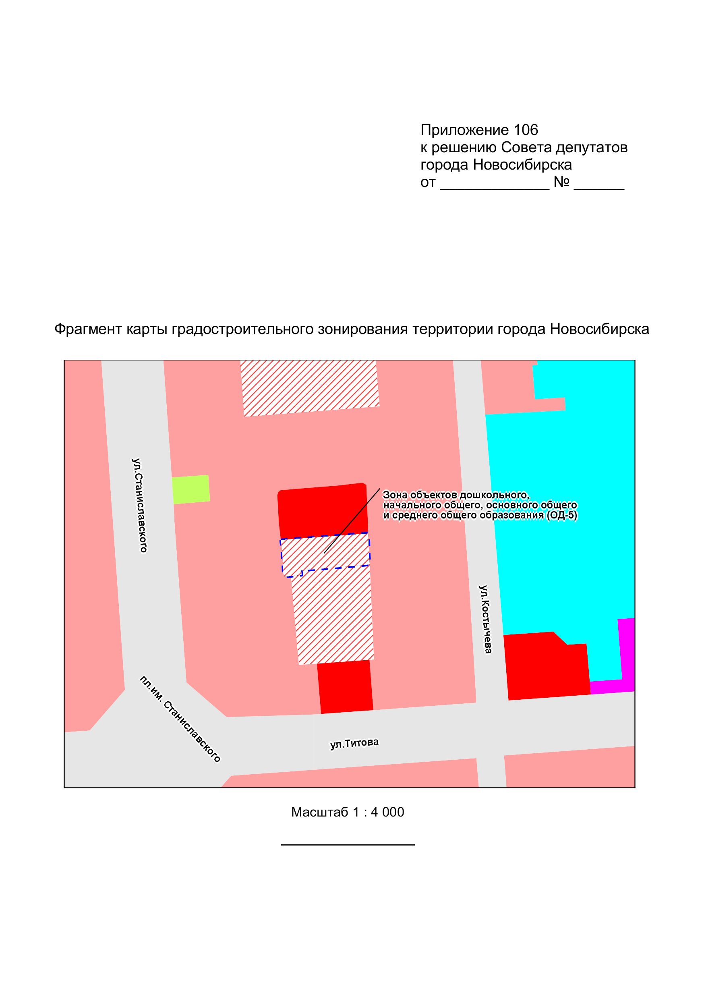 Приложение 106
к решению Совета депутатов
города Новосибирска
от _____________ № ______
Фрагмент карты градостроительного зонирования территории города Новосибирска
ул.Станиславского
Зона объектов дошкольного,
начального общего, основного общего
и среднего общего образования (ОД-5)
ул.Костычева
пл.им. Станиславского
ул.Титова
Масштаб 1 : 4 000